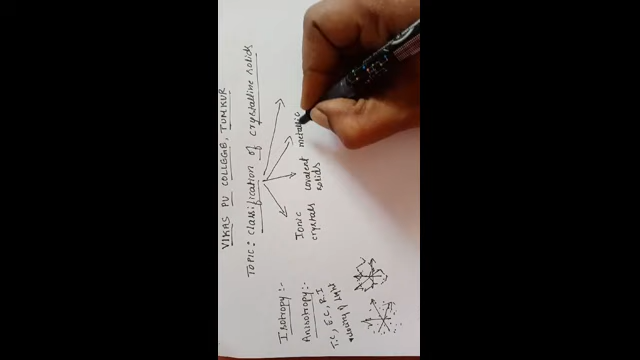 VIKAS PU COLLEGE, TUMKUR
TOPIC: Classification of crystalline solids
Ionic crystals
covalent solids
metallic
Isotropy :-
Anisotropy :-
T.C, E.C, R.I